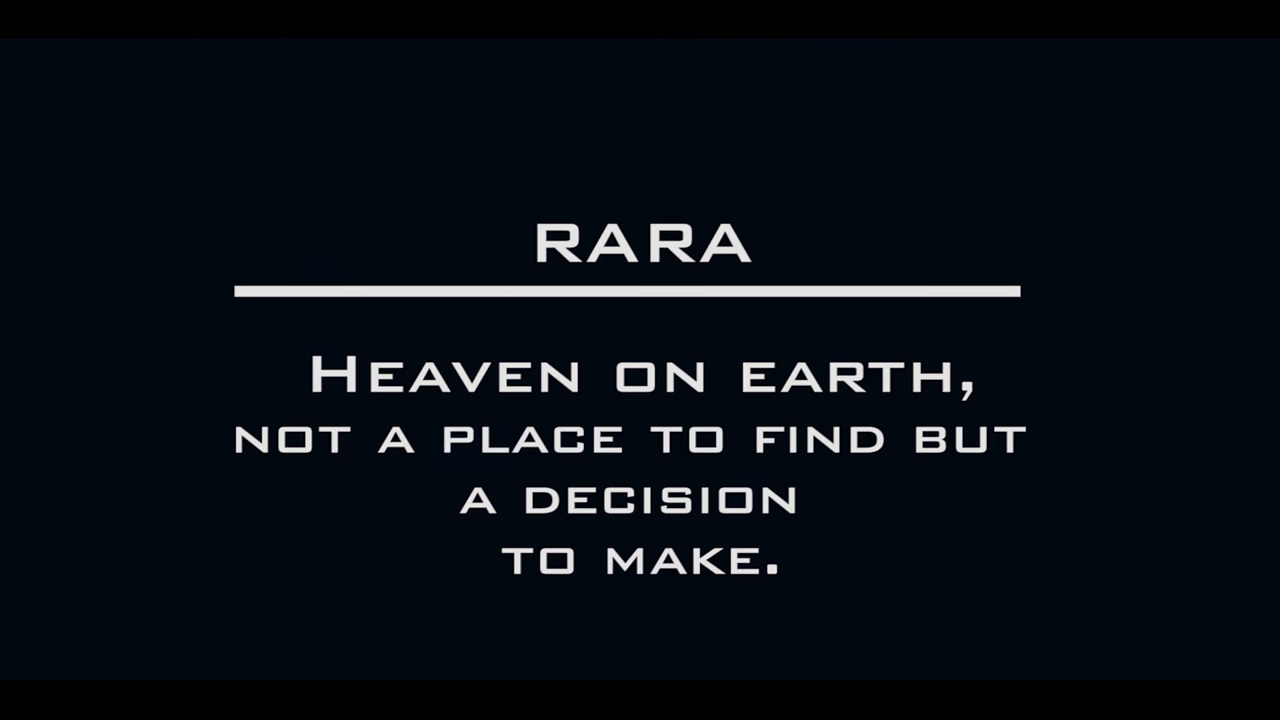 RARA
HEAVEN ON EARTH,
NOT A PLACE TO FIND BUT
A DECISION
TO MAKE.